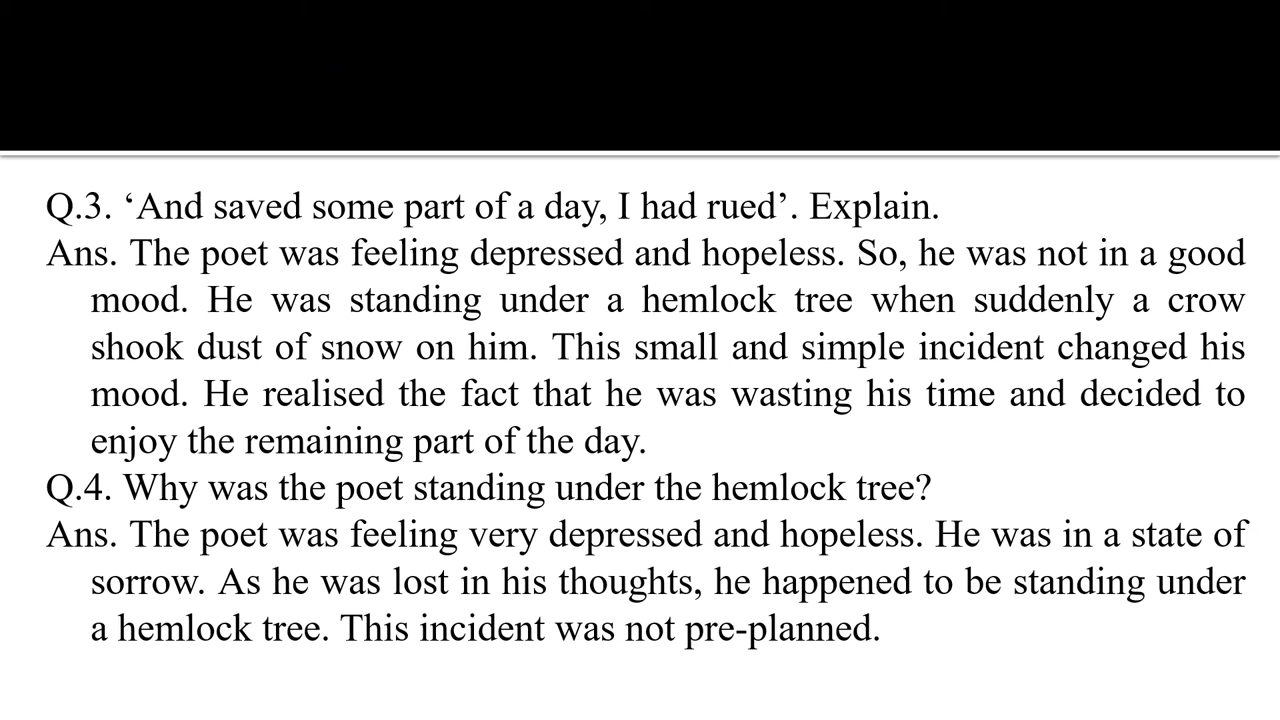 Q.3. ‘And saved some part of a day, I had rued’. Explain.
Ans. The poet was feeling depressed and hopeless. So, he was not in a good
mood. He was standing under a hemlock tree when suddenly a crow
shook dust of snow on him. This small and simple incident changed his
mood. He realised the fact that he was wasting his time and decided to
enjoy the remaining part of the day.
Q.4. Why was the poet standing under the hemlock tree?
Ans. The poet was feeling very depressed and hopeless. He was in a state of
sorrow. As he was lost in his thoughts, he happened to be standing under
a hemlock tree. This incident was not pre-planned.